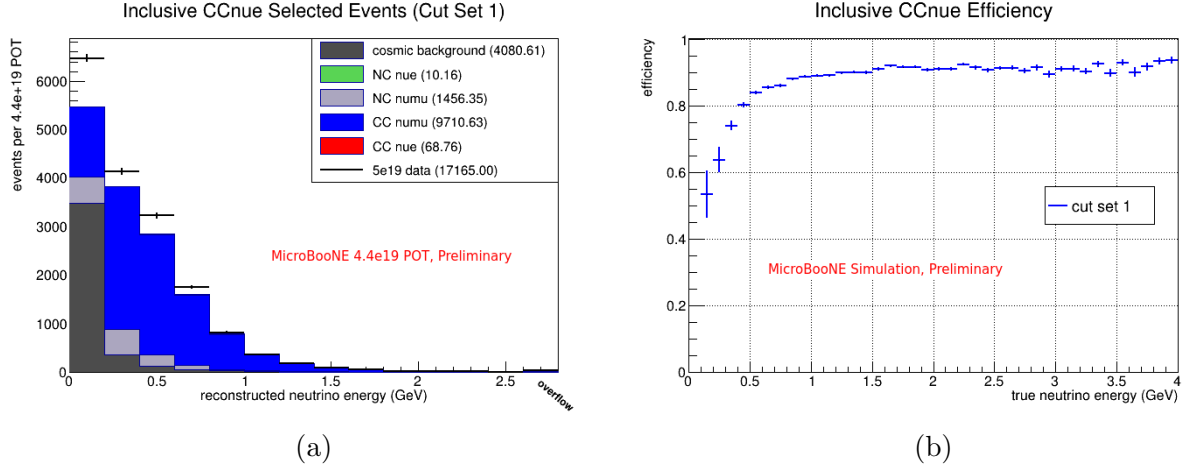 Inclusive CCnue Selected Events (Cut Set 1)
events per 4.4e+19 POT
6000
5000
4000
3000
2000
1000
0
cosmic background (4080.61)
NC nue (10.16)
NC numu (1456.35)
CC numu (9710.63)
CC nue (68.76)
5e19 data (17165.00)
MicroBooNE 4.4e19 POT, Preliminary
0 0.5 1 1.5 2 2.5 overflow
reconstructed neutrino energy (GeV)
(a)
Inclusive CCnue Efficiency
efficiency
1
0.8
0.6
0.4
0.2
0
cut set 1
MicroBooNE Simulation, Preliminary
0 0.5 1 1.5 2 2.5 3 3.5 4
true neutrino energy (GeV)
(b)